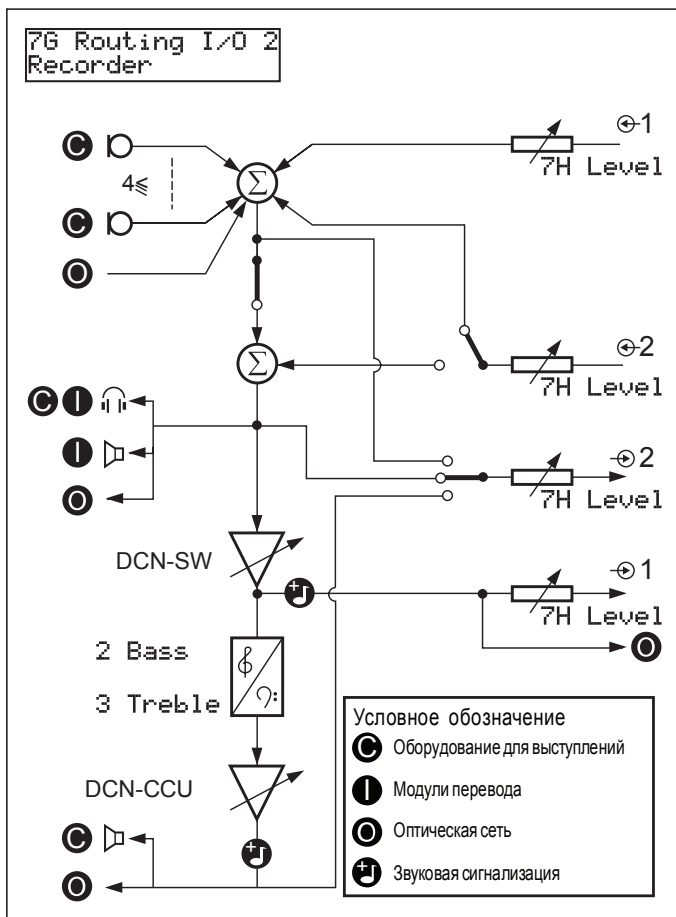 7G Routing I/O 2
Recorder
C
1
7H Level
4≤
C
O
2
7H Level
C I
I
2
O
7H Level
DCN-SW
1
7H Level
O
2 Bass
3 Treble
DCN-CCU
C
O
Условное обозначение
C Оборудование для выступлений
I Модули перевода
O Оптическая сеть
Звуковая сигнализация
Σ
Σ